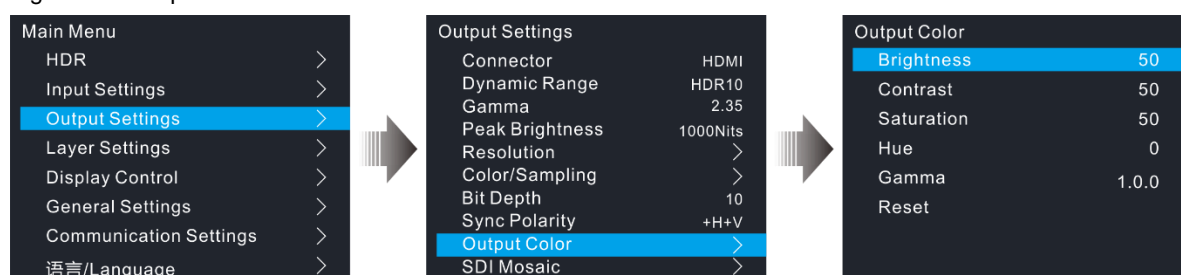 Main Menu
HDR
Input Settings
Output Settings
Layer Settings
Display Control
General Settings
Communication Settings
语言/Language
Output Settings
Connector HDMI
Dynamic Range HDR10
Gamma 2.35
Peak Brightness 1000Nits
Resolution
Color/Sampling
Bit Depth 10
Sync Polarity +H+V
Output Color
SDI Mosaic
Output Color
Brightness 50
Contrast 50
Saturation 50
Hue 0
Gamma 1.0.0
Reset